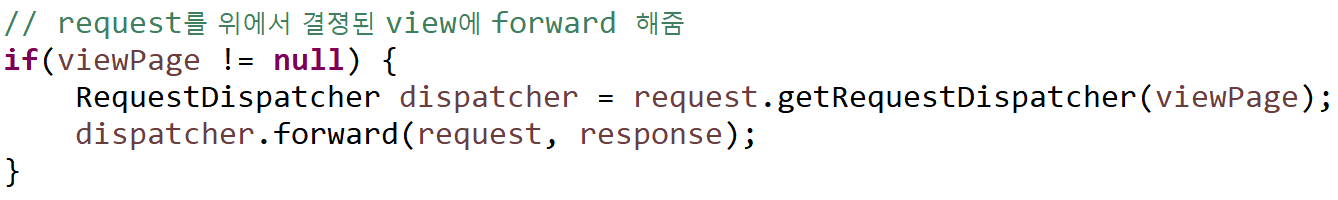 // request를 위에서 결졍된 view에 forward 해줌
if(viewPage != null) {
RequestDispatcher dispatcher = request.getRequestDispatcher(viewPage);
dispatcher.forward(request, response);
}